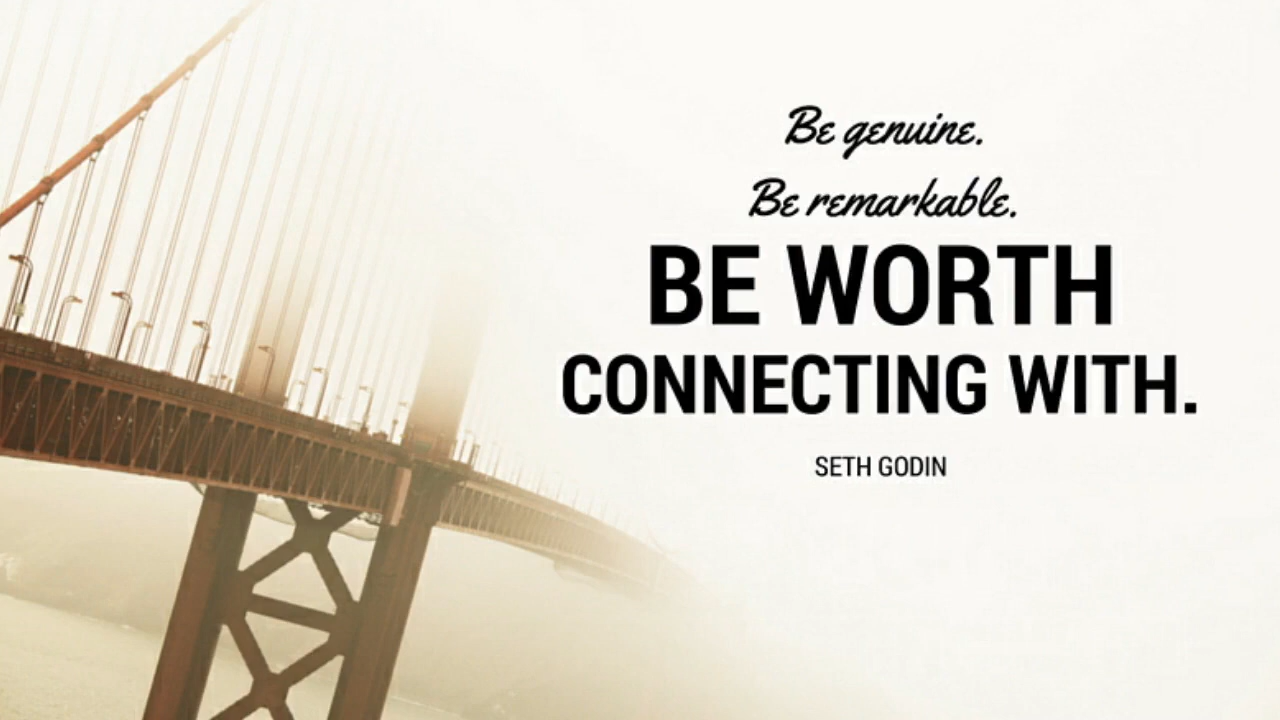 Be genuine.
Be remarkable.
BE WORTH
CONNECTING WITH.
SETH GODIN